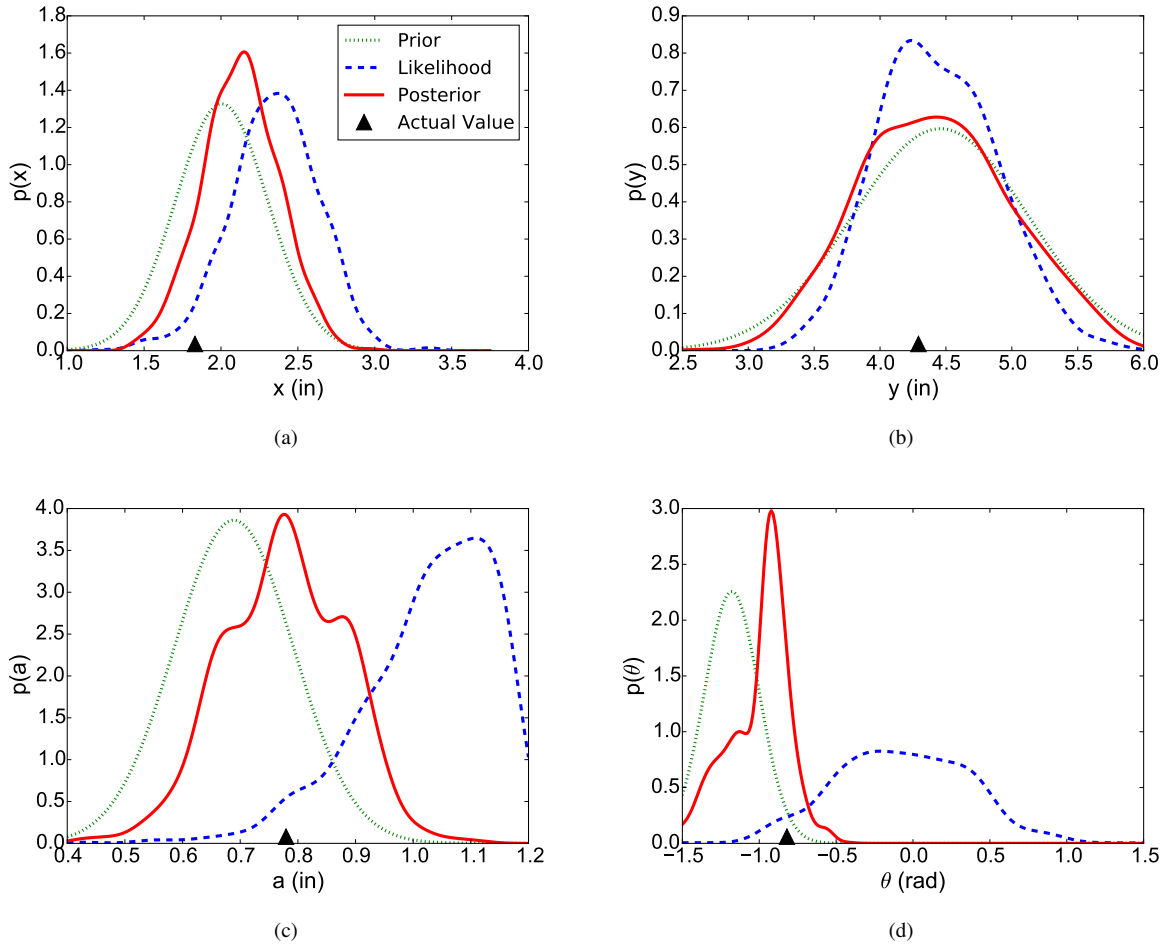 1.8
1.6
1.4
1.2
1.0
0.8
0.6
0.4
0.2
0.0
p(x)
1.0 1.5 2.0 2.5 3.0 3.5 4.0
x (in)
Prior
Likelihood
Posterior
Actual Value
(a)
0.9
0.8
0.7
0.6
0.5
0.4
0.3
0.2
0.1
0.0
p(y)
2.5 3.0 3.5 4.0 4.5 5.0 5.5 6.0
y (in)
(b)
4.0
3.5
3.0
2.5
2.0
1.5
1.0
0.5
0.0
p(a)
0.4 0.5 0.6 0.7 0.8 0.9 1.0 1.1 1.2
a (in)
(c)
3.0
2.5
2.0
1.5
1.0
0.5
0.0
p(θ)
−1.5 −1.0 −0.5 0.0 0.5 1.0 1.5
θ (rad)
(d)